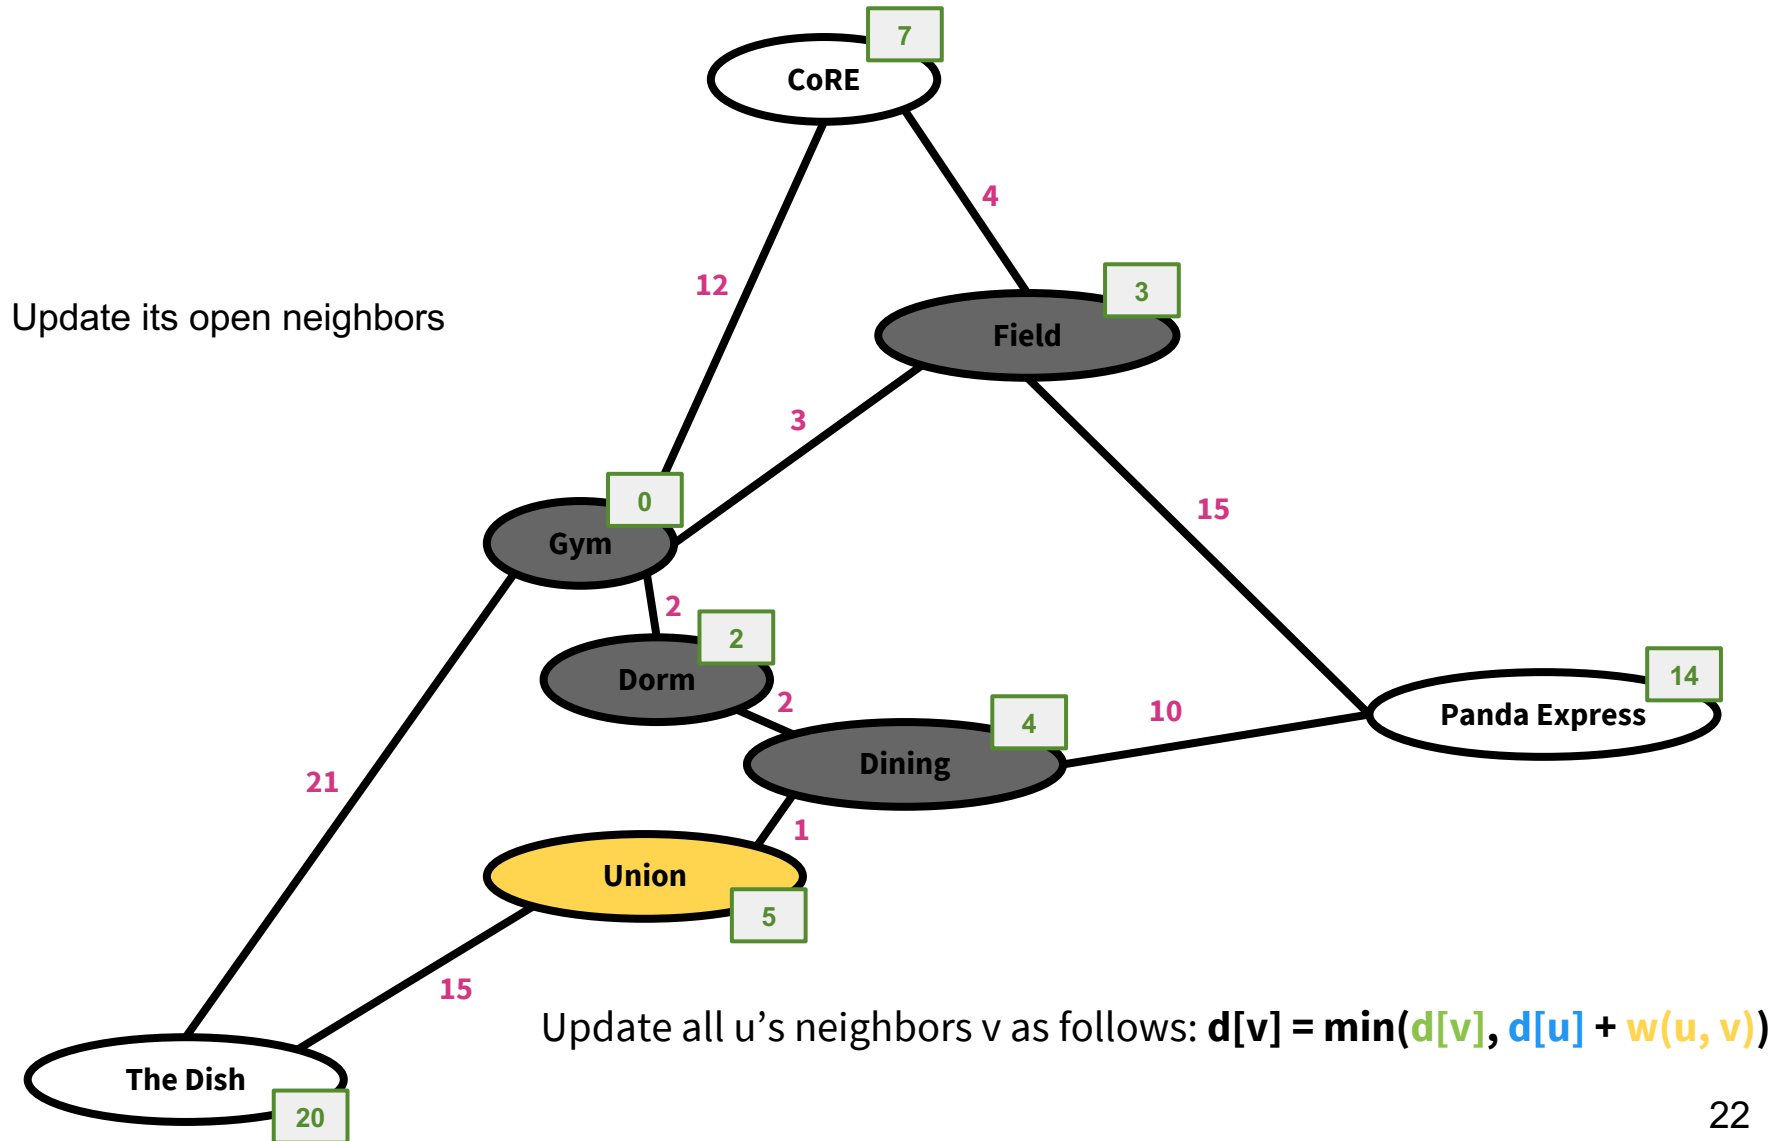 7
CoRE
4
12
3
Update its open neighbors
Field
3
0
15
Gym
2
2
14
Dorm
2
10
Panda Express
4
Dining
21
1
Union
5
15
Update all u’s neighbors v as follows: d[v] = min(d[v], d[u] + w(u, v))
The Dish
20
22